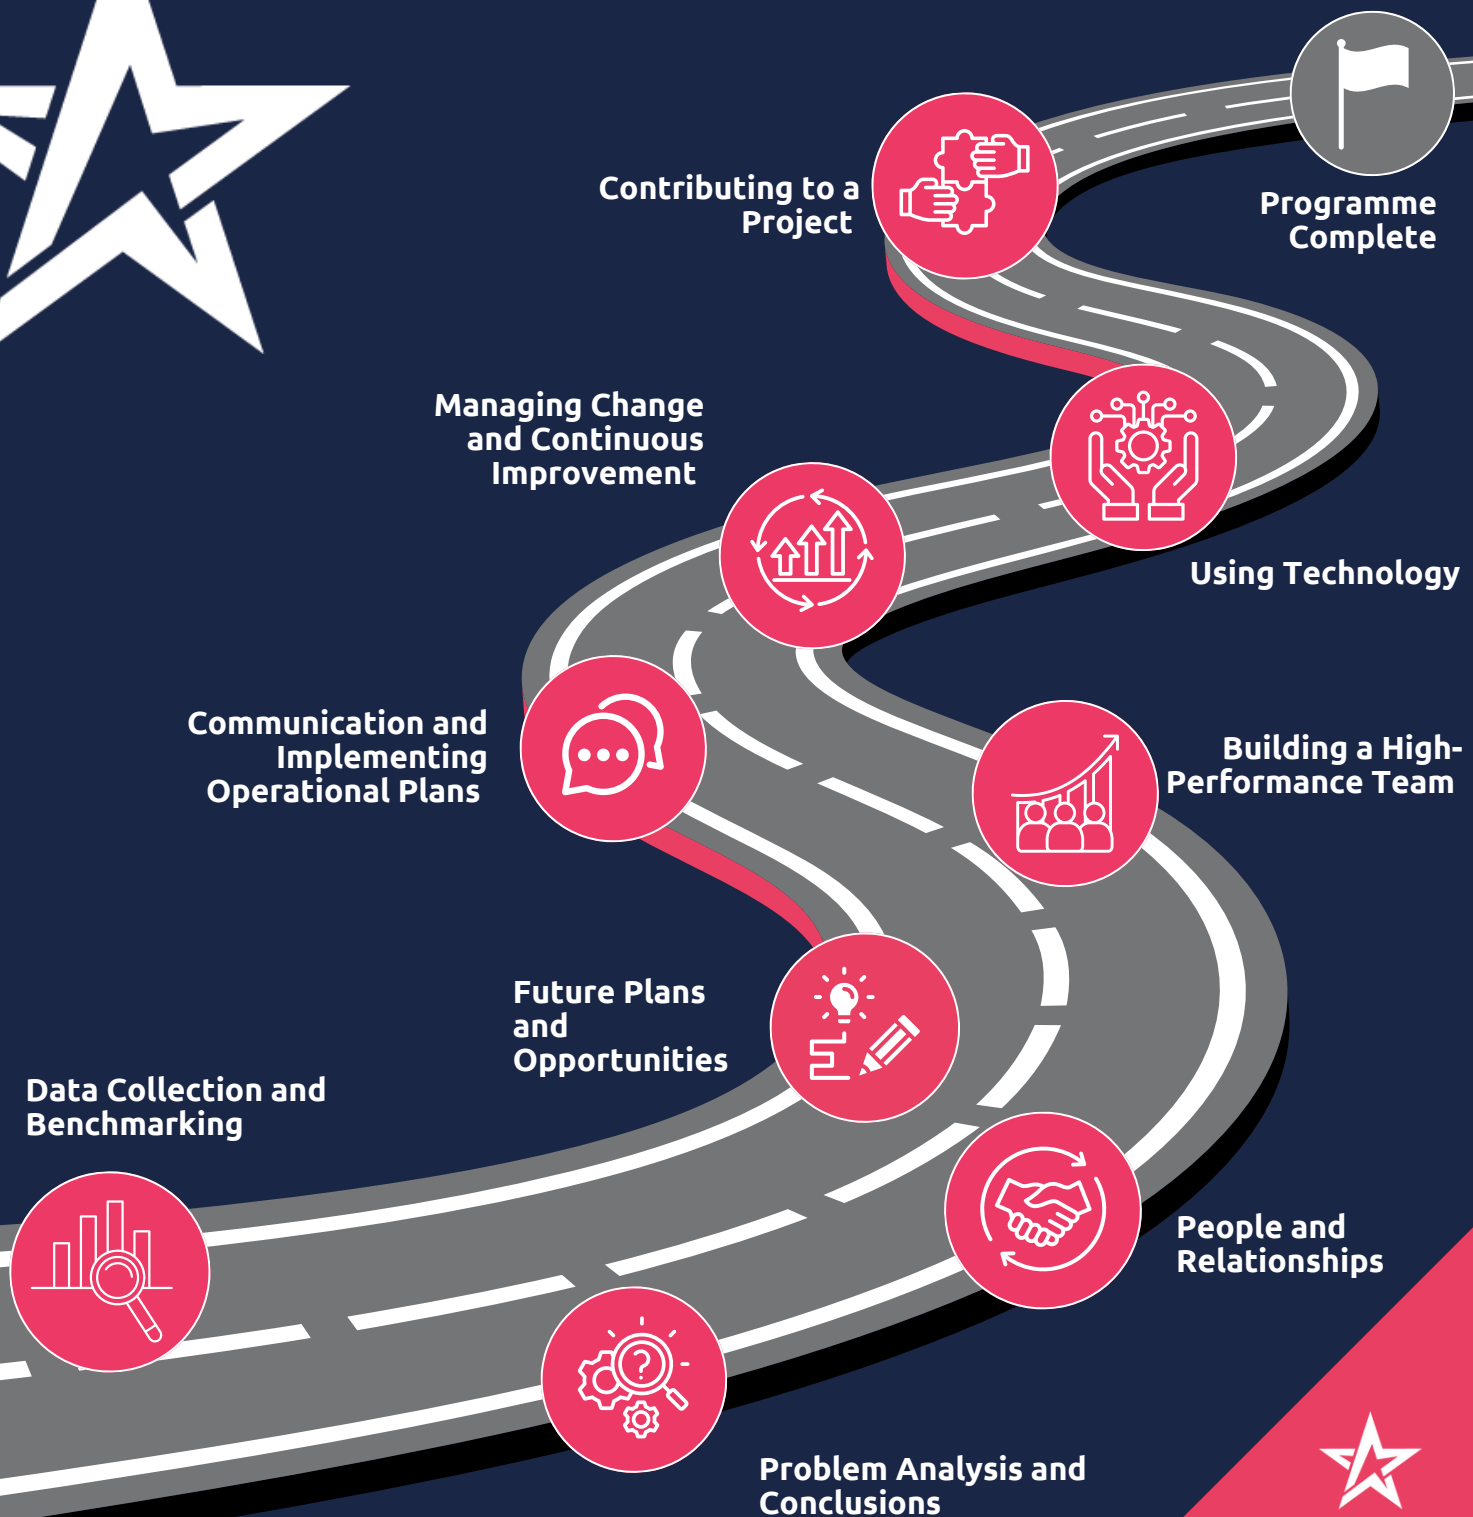 Contributing to a
Project
Programme
Complete
Managing Change
and Continuous
Improvement
Using Technology
Communication and
Implementing
Operational Plans
Building a High-
Performance Team
Future Plans
and
Opportunities
Data Collection and
Benchmarking
People and
Relationships
?
Problem Analysis and
Conclusions